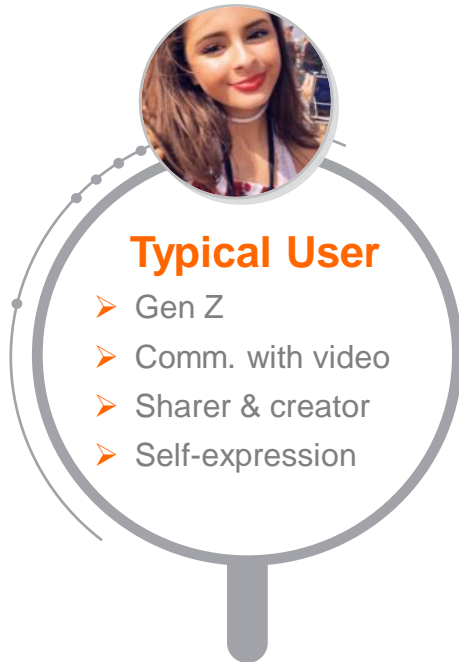 Typical User
➢ Gen Z
➢ Comm. with video
➢ Sharer & creator
➢ Self-expression